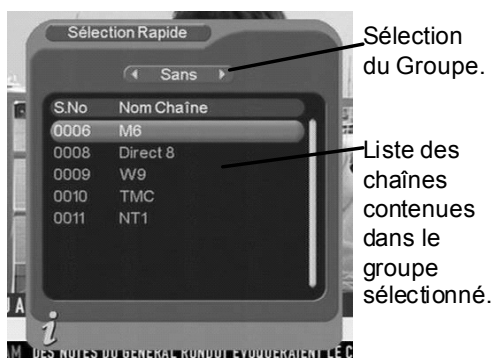 Sélection Rapide
Sans
S.No Nom Chaîne
0006 M6
0008 Direct 8
0009 W9
0010 TMC
0011 NT1
Sélection
du Groupe.
Liste des
chaînes
contenues
dans le
groupe
sélectionné.
i
DES NOTES DU GENERAL RONDOT EVOQUERAIENT LE C